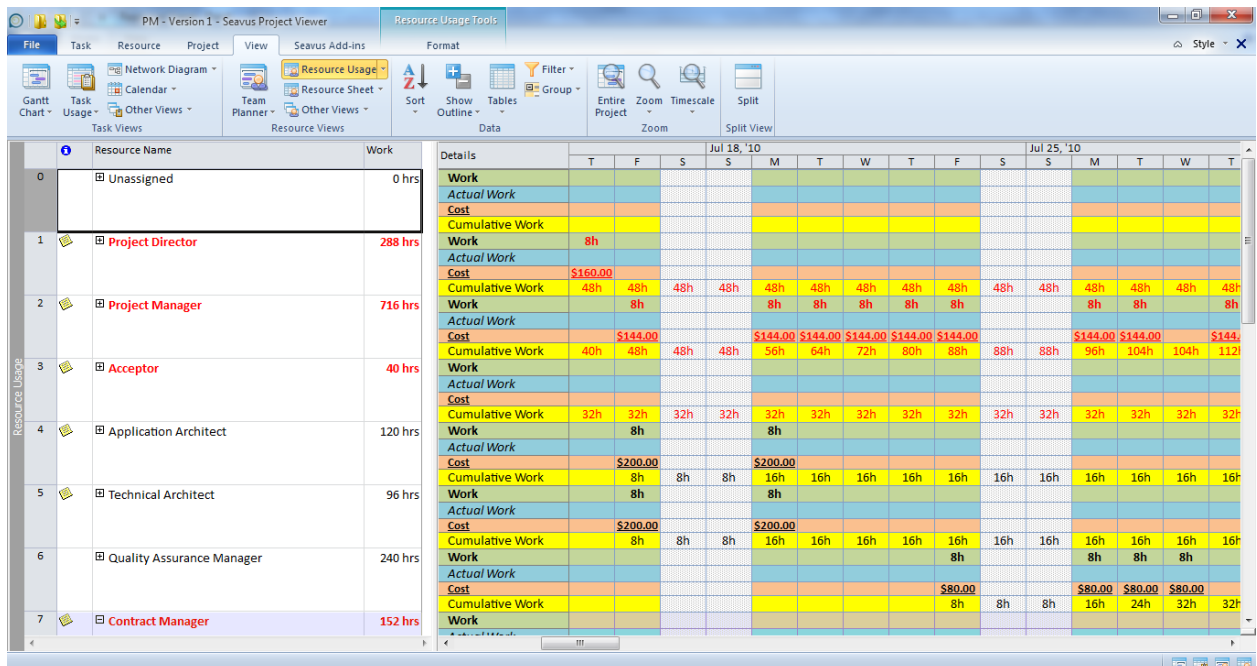 PM - Version 1 - Seavus Project Viewer Resource Usage Tools
File Task Resource Project View Seavus Add-ins Format Style
Network Diagram Resource Usage Filter
Calendar Resource Sheet Group
Gantt Chart Task Usage Other Views Team Planner Other Views Sort Show Outline Tables Entire Project Zoom Timescale Split
Task Views Resource Views Data Zoom Split View
Resource Name Work Details Jul 18, '10 Jul 25, '10
T F S S M T W T F S S M T W T
0 Unassigned 0 hrs Work
Actual Work
Cost
Cumulative Work
1 Project Director 288 hrs Work 8h
Actual Work
Cost $160.00
Cumulative Work 48h 48h 48h 48h 48h 48h 48h 48h 48h 48h 48h 48h 48h 48h 48h
2 Project Manager 716 hrs Work 8h 8h 8h 8h 8h 8h 8h 8h 8h
Actual Work
Cost $144.00 $144.00 $144.00 $144.00 $144.00 $144.00 $144.00 $144.00 $144.
Cumulative Work 40h 48h 48h 48h 56h 64h 72h 80h 88h 88h 88h 96h 104h 104h 112h
3 Acceptor 40 hrs Work
Actual Work
Cost
Cumulative Work 32h 32h 32h 32h 32h 32h 32h 32h 32h 32h 32h 32h 32h 32h 32h
4 Application Architect 120 hrs Work 8h 8h
Actual Work
Cost $200.00 $200.00
Cumulative Work 8h 8h 8h 16h 16h 16h 16h 16h 16h 16h 16h 16h 16h 16h
5 Technical Architect 96 hrs Work 8h 8h
Actual Work
Cost $200.00 $200.00
Cumulative Work 8h 8h 8h 16h 16h 16h 16h 16h 16h 16h 16h 16h 16h 16h
6 Quality Assurance Manager 240 hrs Work 8h 8h 8h 8h
Actual Work
Cost $80.00 $80.00 $80.00 $80.00
Cumulative Work 8h 8h 8h 16h 24h 32h 32h
7 Contract Manager 152 hrs Work
Actual Work
Resource Usage